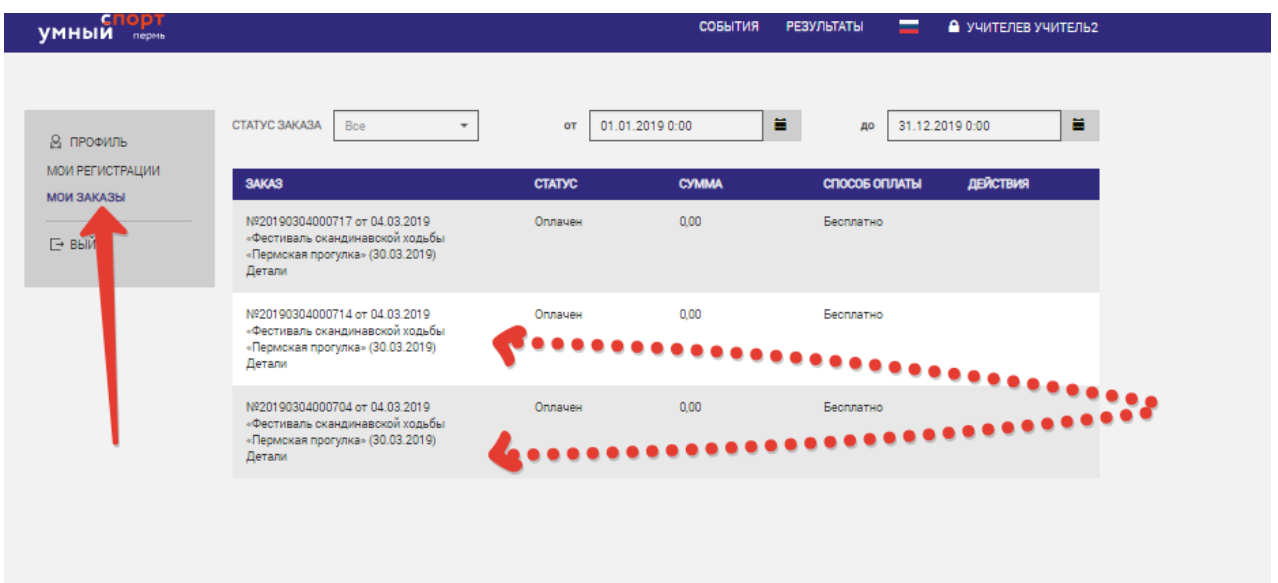 спорт
умный пермь
СОБЫТИЯ РЕЗУЛЬТАТЫ УЧИТЕЛЕВ УЧИТЕЛЬ2
ПРОФИЛЬ
МОИ РЕГИСТРАЦИИ
МОИ ЗАКАЗЫ
СТАТУС ЗАКАЗА Все от 01.01.2019 0:00 до 31.12.2019 0:00
ЗАКАЗ СТАТУС СУММА СПОСОБ ОПЛАТЫ ДЕЙСТВИЯ
№20190304000717 от 04.03.2019 Оплачен 0,00 Бесплатно
«Фестиваль скандинавской ходьбы
«Пермская прогулка» (30.03.2019)
Детали
№20190304000714 от 04.03.2019 Оплачен 0,00 Бесплатно
«Фестиваль скандинавской ходьбы
«Пермская прогулка» (30.03.2019)
Детали
№20190304000704 от 04.03.2019 Оплачен 0,00 Бесплатно
«Фестиваль скандинавской ходьбы
«Пермская прогулка» (30.03.2019)
Детали